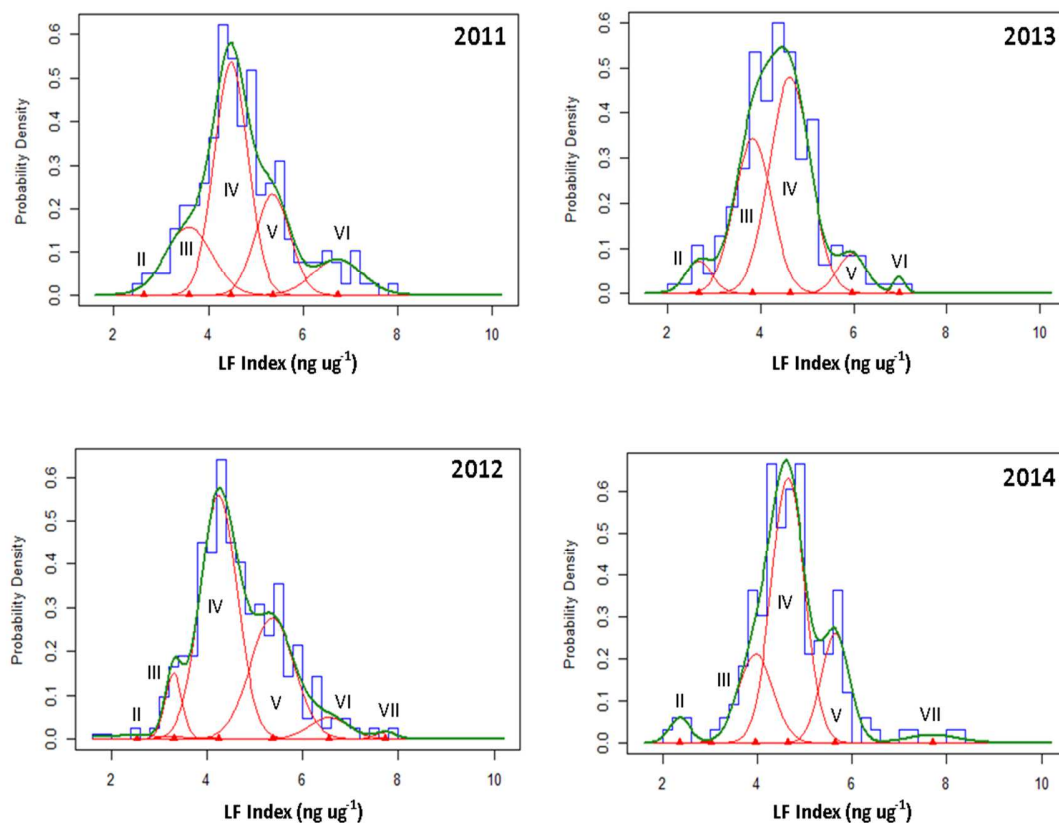 2011
Probability Density
0.0 0.1 0.2 0.3 0.4 0.5 0.6
II III IV V VI
2 4 6 8 10
LF Index (ng ug-1)
2013
Probability Density
0.0 0.1 0.2 0.3 0.4 0.5 0.6
II III IV V VI
2 4 6 8 10
LF Index (ng ug-1)
2012
Probability Density
0.0 0.1 0.2 0.3 0.4 0.5 0.6
II III IV V VI VII
2 4 6 8 10
LF Index (ng ug-1)
2014
Probability Density
0.0 0.1 0.2 0.3 0.4 0.5 0.6
II III IV V VII
2 4 6 8 10
LF Index (ng ug-1)